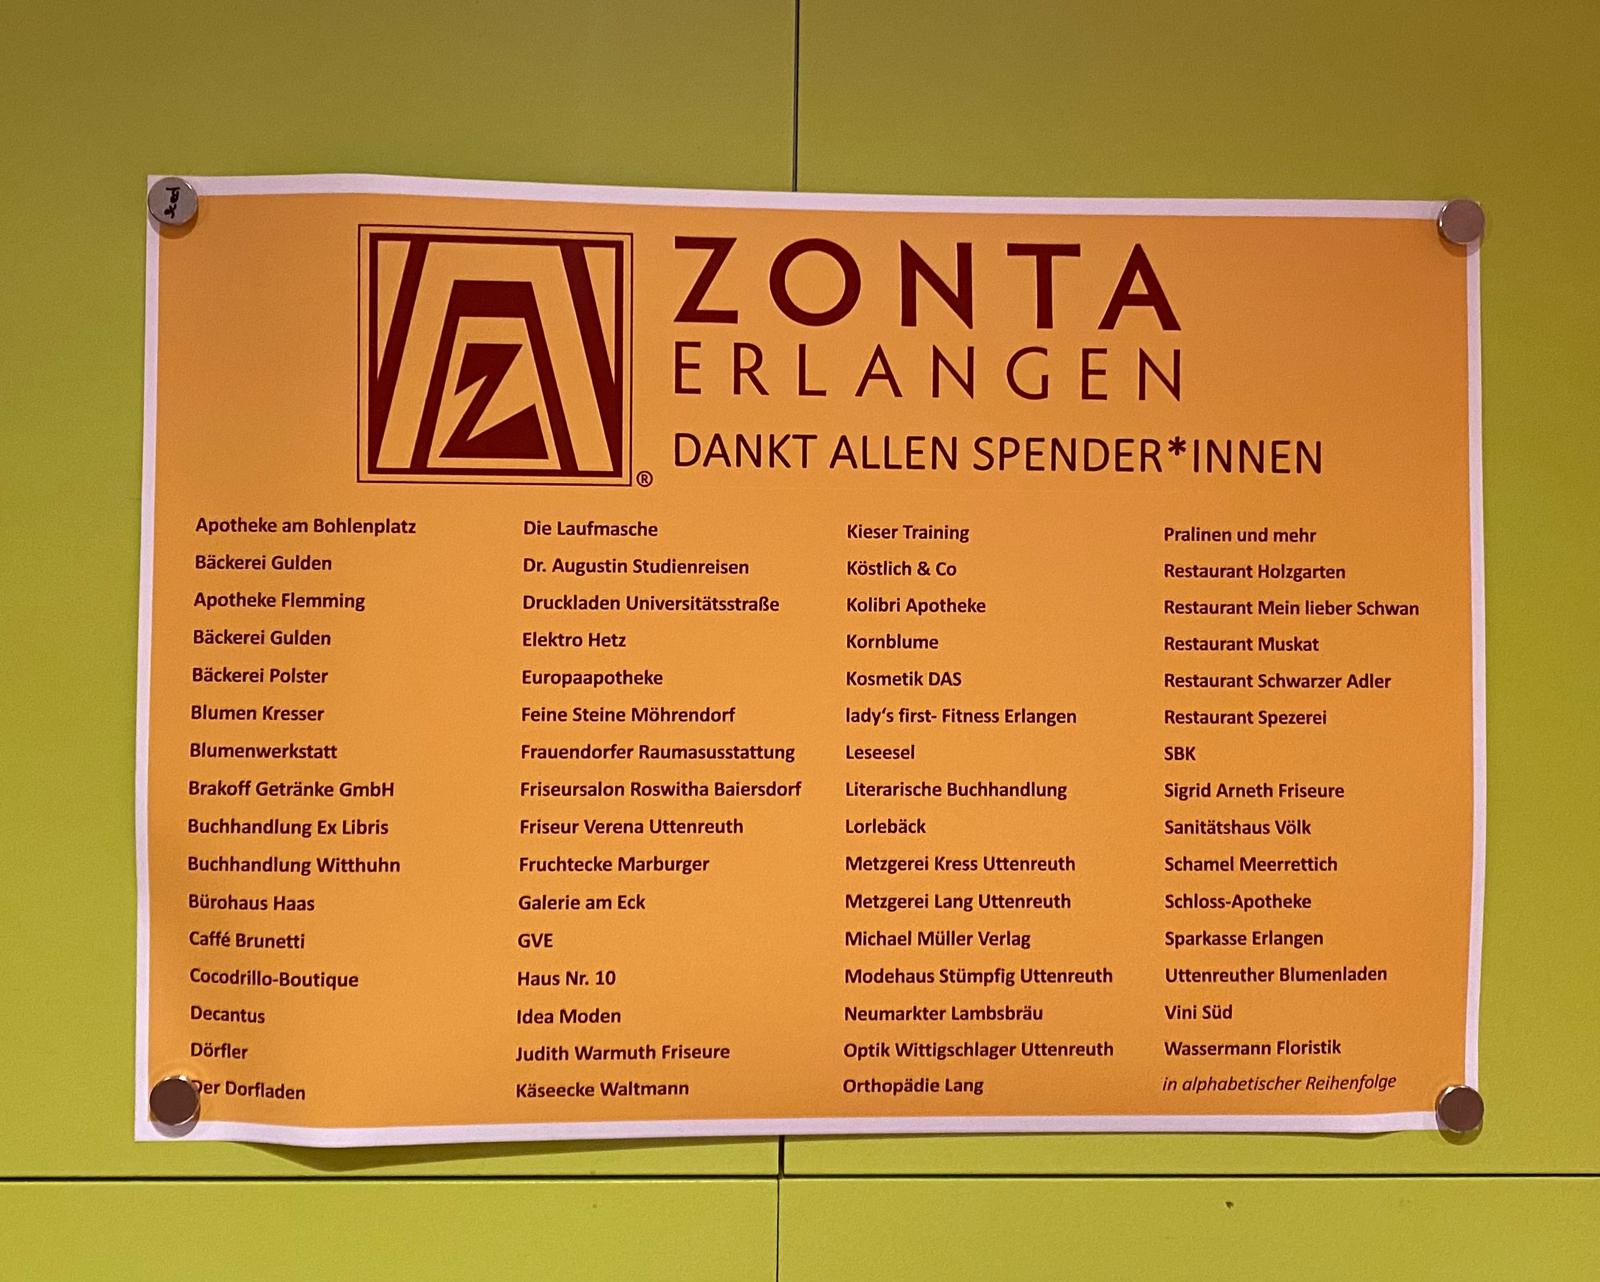 ZONTA
ERLANGEN
DANKT ALLEN SPENDER*INNEN
®
Apotheke am Bohlenplatz
Bäckerei Gulden
Apotheke Flemming
Bäckerei Gulden
Bäckerei Polster
Blumen Kresser
Blumenwerkstatt
Brakoff Getränke GmbH
Buchhandlung Ex Libris
Buchhandlung Witthuhn
Bürohaus Haas
Caffé Brunetti
Cocodrillo-Boutique
Decantus
Dörfler
Der Dorfladen
Die Laufmasche
Dr. Augustin Studienreisen
Druckladen Universitätsstraße
Elektro Hetz
Europaapotheke
Feine Steine Möhrendorf
Frauendorfer Raumasusstattung
Friseursalon Roswitha Baiersdorf
Friseur Verena Uttenreuth
Fruchtecke Marburger
Galerie am Eck
GVE
Haus Nr. 10
Idea Moden
Judith Warmuth Friseure
Käseecke Waltmann
Kieser Training
Köstlich & Co
Kolibri Apotheke
Kornblume
Kosmetik DAS
lady‘s first- Fitness Erlangen
Leseesel
Literarische Buchhandlung
Lorlebäck
Metzgerei Kress Uttenreuth
Metzgerei Lang Uttenreuth
Michael Müller Verlag
Modehaus Stümpfig Uttenreuth
Neumarkter Lambsbräu
Optik Wittigschlager Uttenreuth
Orthopädie Lang
Pralinen und mehr
Restaurant Holzgarten
Restaurant Mein lieber Schwan
Restaurant Muskat
Restaurant Schwarzer Adler
Restaurant Spezerei
SBK
Sigrid Arneth Friseure
Sanitätshaus Völk
Schamel Meerrettich
Schloss-Apotheke
Sparkasse Erlangen
Uttenreuther Blumenladen
Vini Süd
Wassermann Floristik
in alphabetischer Reihenfolge